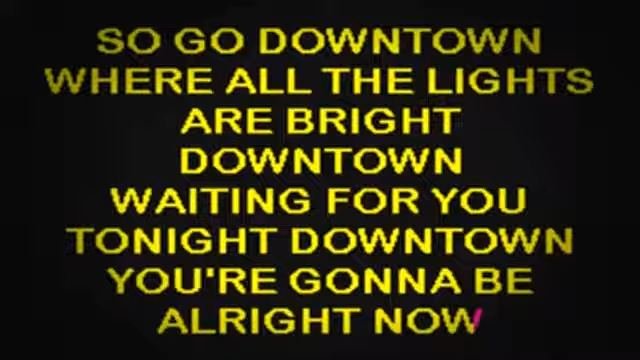 SO GO DOWNTOWN
WHERE ALL THE LIGHTS
ARE BRIGHT
DOWNTOWN
WAITING FOR YOU
TONIGHT DOWNTOWN
YOU'RE GONNA BE
ALRIGHT NOW